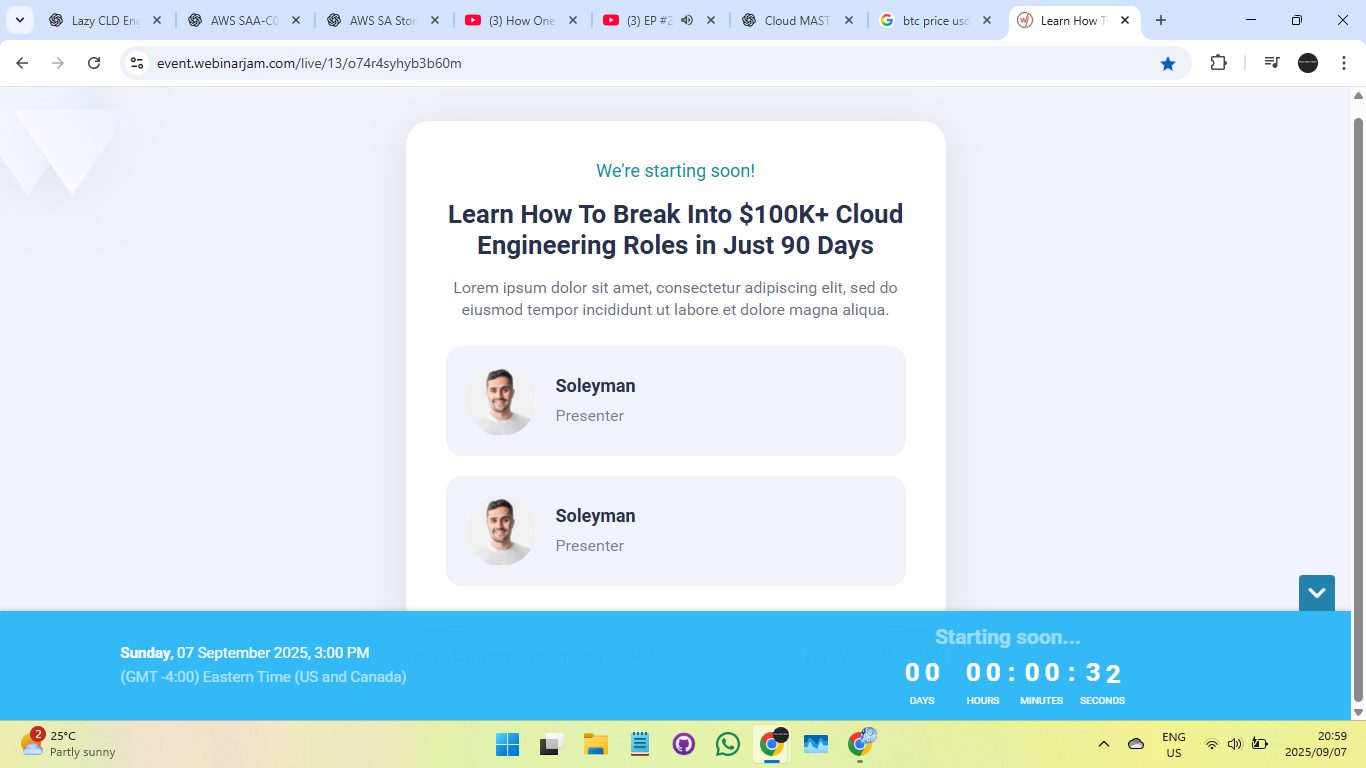 Lazy CLD En
AWS SAA-C0
AWS SA Stor
(3) How One
(3) EP #2
Cloud MAST
btc price usd
Learn How T
event.webinarjam.com/live/13/o74r4syhyb3b60m
We're starting soon!
Learn How To Break Into $100K+ Cloud
Engineering Roles in Just 90 Days
Lorem ipsum dolor sit amet, consectetur adipiscing elit, sed do
eiusmod tempor incididunt ut labore et dolore magna aliqua.
Soleyman
Presenter
Soleyman
Presenter
Sunday, 07 September 2025, 3:00 PM
(GMT -4:00) Eastern Time (US and Canada)
Starting soon...
00 00 : 00 : 32
DAYS HOURS MINUTES SECONDS
2
25°C
Partly sunny
ENG
US
20:59
2025/09/07